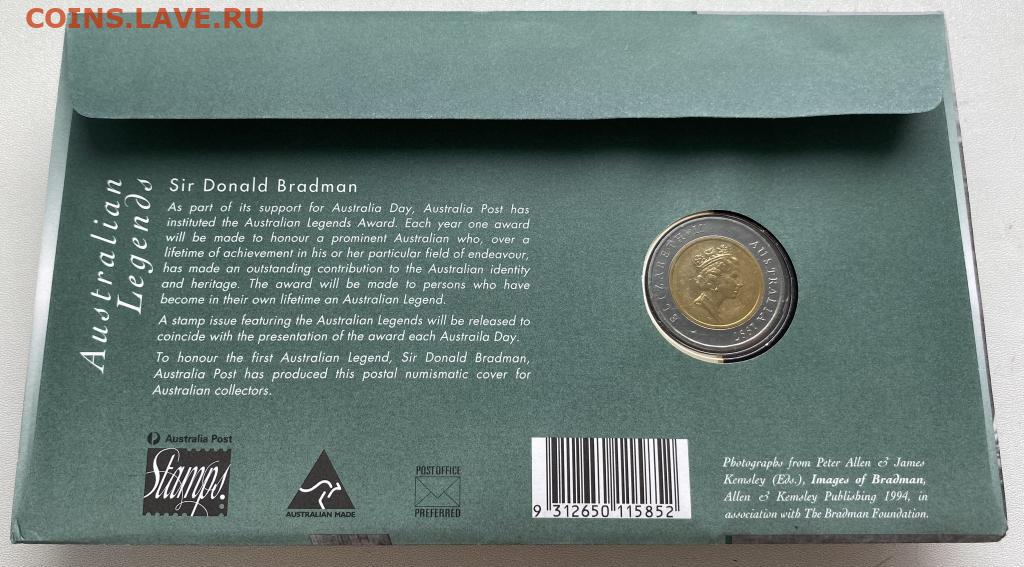 COINS.LAVE.RU
Australian
Legends
Sir Donald Bradman
As part of its support for Australia Day, Australia Post has
instituted the Australian Legends Award. Each year one award
will be made to honour a prominent Australian who, over a
lifetime of achievement in his or her particular field of endeavour,
has made an outstanding contribution to the Australian identity
and heritage. The award will be made to persons who have
become in their own lifetime an Australian Legend.
A stamp issue featuring the Australian Legends will be released to
coincide with the presentation of the award each Austraila Day.
To honour the first Australian Legend, Sir Donald Bradman,
Australia Post has produced this postal numismatic cover for
Australian collectors.
ELIZABETH II AUSTRALIA 1997
Australia Post
Stamps!
AUSTRALIAN MADE
POST OFFICE
PREFERRED
9 312650 115852
Photographs from Peter Allen & James
Kemsley (Eds.), Images of Bradman,
Allen & Kemsley Publishing 1994, in
association with The Bradman Foundation.